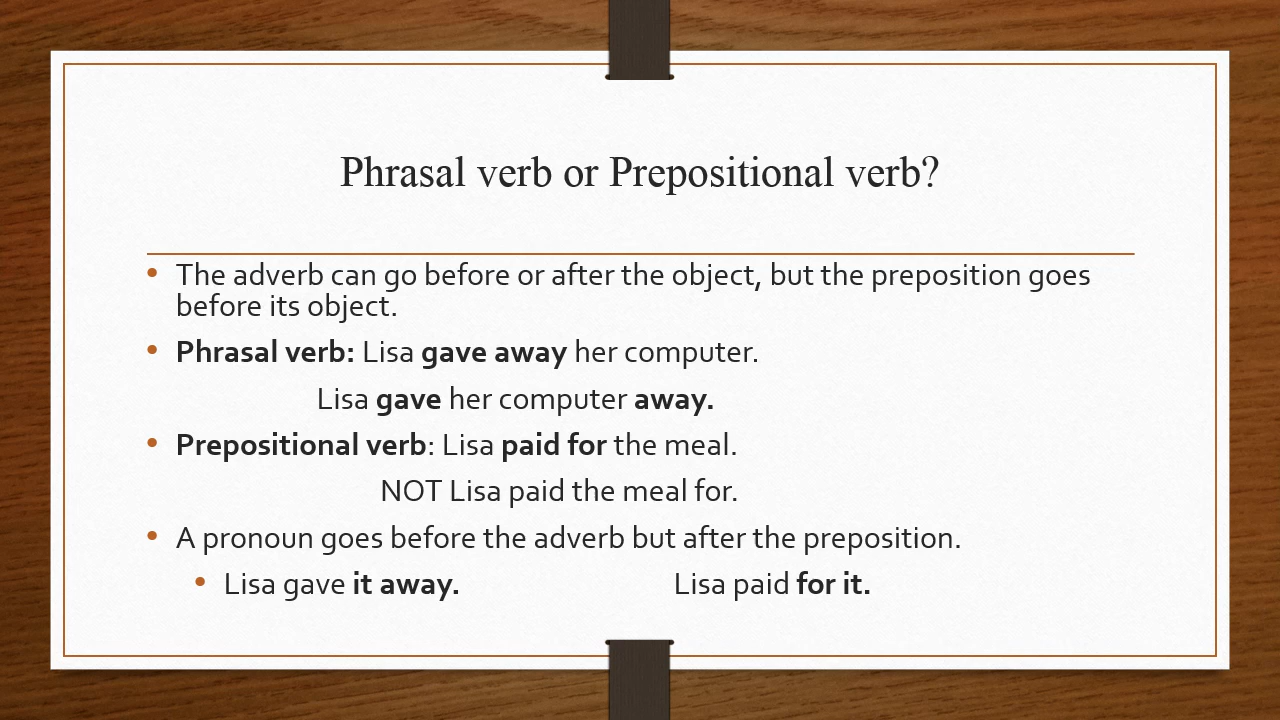 Phrasal verb or Prepositional verb?
• The adverb can go before or after the object, but the preposition goes
before its object.
• Phrasal verb: Lisa gave away her computer.
Lisa gave her computer away.
• Prepositional verb: Lisa paid for the meal.
NOT Lisa paid the meal for.
• A pronoun goes before the adverb but after the preposition.
• Lisa gave it away. Lisa paid for it.